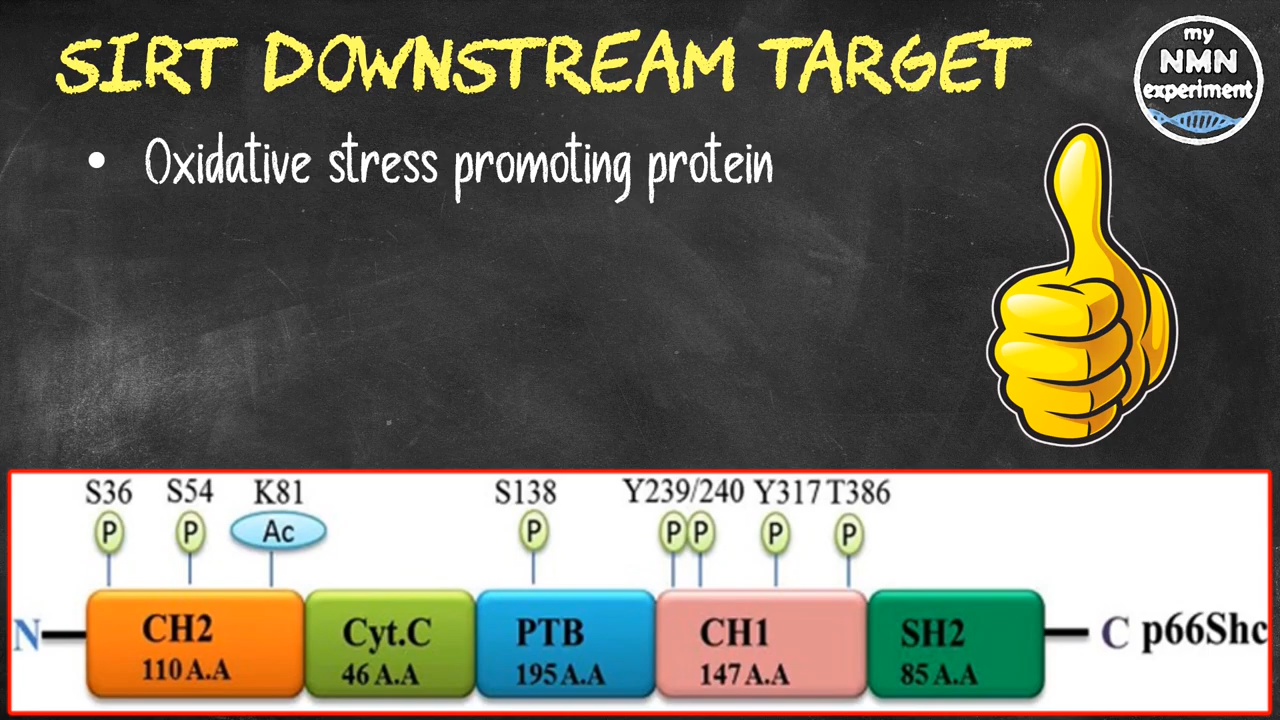 SIRT DOWNSTREAM TARGET
my
NMN
experiment
• Oxidative stress promoting protein
S36 S54 K81 S138 Y239/240 Y317 T386
P P Ac P P P P P
N CH2 Cyt.C PTB CH1 SH2 C p66Shc
110 A.A 46 A.A 195 A.A 147 A.A 85 A.A